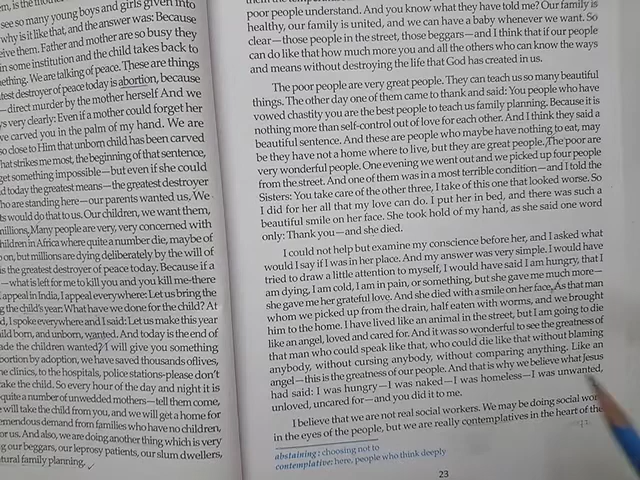 see so many young boys and girls given into
why is it like that, and the answer was: Because
eive them. Father and mother are so busy they
in some institution and the child takes back to
ething. We are talking of peace. These are things
atest destroyer of peace today is abortion, because
—direct murder by the mother herself And we
ys very clearly: Even if a mother could forget her
ve carved you in the palm of my hand. We are
so close to Him that unborn child has been carved
hat strikes me most, the beginning of that sentence,
get something impossible—but even if she could
d today the greatest means—the greatest destroyer
ho are standing here—our parents wanted us, We
ts would do that to us. Our children, we want them,
millions, Many people are very, very concerned with
hildren in Africa where quite a number die, maybe of
o on, but millions are dying deliberately by the will of
is the greatest destroyer of peace today. Because if a
—what is left for me to kill you and you kill me-there
I appeal in India, I appeal everywhere: Let us bring the
g the child's year: What have we done for the child? At
d, I spoke everywhere and I said: Let us make this year
hild born, and unborn, wanted. And today is the end of
ade the children wanted? I will give you something
bortion by adoption, we have saved thousands of lives,
he clinics, to the hospitals, police stations-please don't
ake the child. So every hour of the day and night it is
quite a number of unwedded mothers—tell them come,
e will take the child from you, and we will get a home for
emendous demand from families who have no children,
or us. And also, we are doing another thing which is very
g our beggars, our leprosy patients, our slum dwellers,
tural family planning.
poor people understand. And you know what they have told me? Our family is
healthy, our family is united, and we can have a baby whenever we want. So
clear—those people in the street, those beggars—and I think that if our people
can do like that how much more you and all the others who can know the ways
and means without destroying the life that God has created in us.
The poor people are very great people. They can teach us so many beautiful
things. The other day one of them came to thank and said: You people who have
vowed chastity you are the best people to teach us family planning. Because it is
nothing more than self-control out of love for each other. And I think they said a
beautiful sentence. And these are people who maybe have nothing to eat, may
be they have not a home where to live, but they are great people. The poor are
very wonderful people. One evening we went out and we picked up four people
from the street. And one of them was in a most terrible condition—and I told the
Sisters: You take care of the other three, I take of this one that looked worse. So
I did for her all that my love can do. I put her in bed, and there was such a
beautiful smile on her face. She took hold of my hand, as she said one word
only: Thank you—and she died.
I could not help but examine my conscience before her, and I asked what
would I say if I was in her place. And my answer was very simple. I would have
tried to draw a little attention to myself, I would have said I am hungry, that I
am dying, I am cold, I am in pain, or something, but she gave me much more—
she gave me her grateful love. And she died with a smile on her face, As that man
whom we picked up from the drain, half eaten with worms, and we brought
him to the home. I have lived like an animal in the street, but I am going to die
like an angel, loved and cared for. And it was so wonderful to see the greatness of
that man who could speak like that, who could die like that without blaming
anybody, without cursing anybody, without comparing anything. Like an
angel—this is the greatness of our people. And that is why we believe what Jesus
had said: I was hungry—I was naked—I was homeless—I was unwanted,
unloved, uncared for—and you did it to me.
I believe that we are not real social workers. We may be doing social wor
in the eyes of the people, but we are really contemplatives in the heart of the
abstaining : choosing not to
contemplative: here, people who think deeply
23